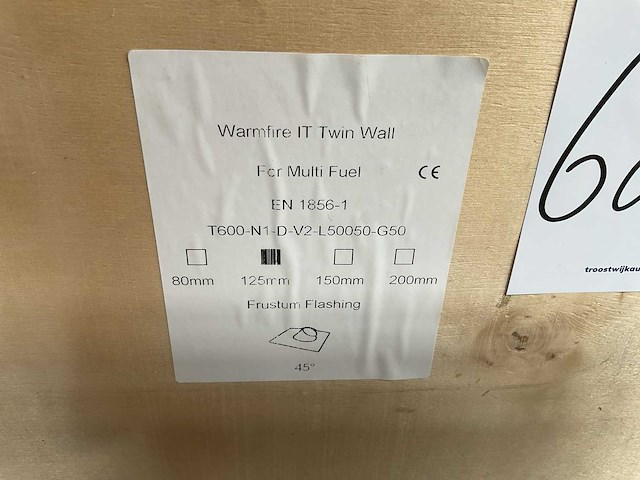 Warmfire IT Twin Wall
For Multi Fuel CE
EN 1856-1
T600-N1-D-V2-L50050-G50
80mm 125mm 150mm 200mm
Frustum Flashing
45°
troostwijkau